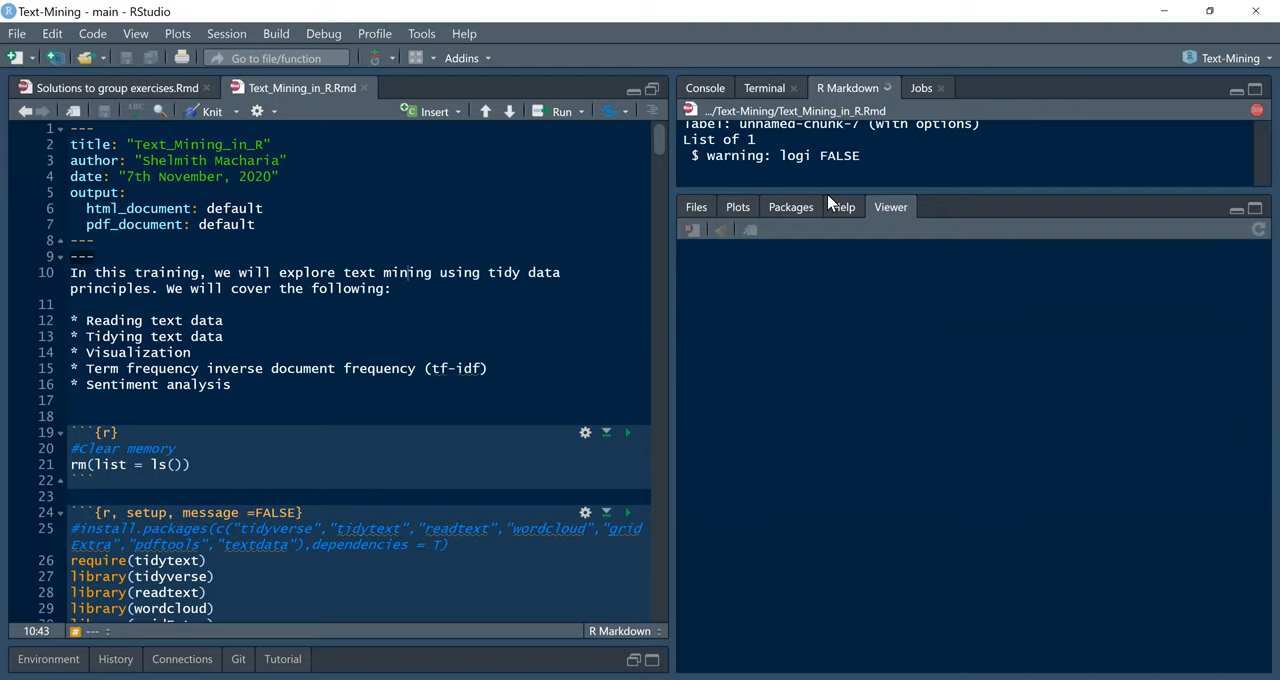 Text-Mining - main - RStudio
File Edit Code View Plots Session Build Debug Profile Tools Help
Go to file/function Addins Text-Mining
Solutions to group exercises.Rmd Text_Mining_in_R.Rmd
Knit Insert Run
1 ---
2 title: "Text_Mining_in_R"
3 author: "Shelmith Macharia"
4 date: "7th November, 2020"
5 output:
6 html_document: default
7 pdf_document: default
8 ---
9 ---
10 In this training, we will explore text mining using tidy data
principles. We will cover the following:
11
12 * Reading text data
13 * Tidying text data
14 * Visualization
15 * Term frequency inverse document frequency (tf-idf)
16 * Sentiment analysis
17
18
19 ```{r}
20 #Clear memory
21 rm(list = ls())
22 ```
23
24 ```{r, setup, message =FALSE}
25 #install.packages(c("tidyverse","tidytext","readtext","wordcloud","grid
Extra","pdftools","textdata"),dependencies = T)
26 require(tidytext)
27 library(tidyverse)
28 library(readtext)
29 library(wordcloud)
10:43 # --- R Markdown
Environment History Connections Git Tutorial
Console Terminal R Markdown Jobs
.../Text-Mining/Text_Mining_in_R.Rmd
label: unnamed-chunk-7 (with options)
List of 1
$ warning: logi FALSE
Files Plots Packages Help Viewer